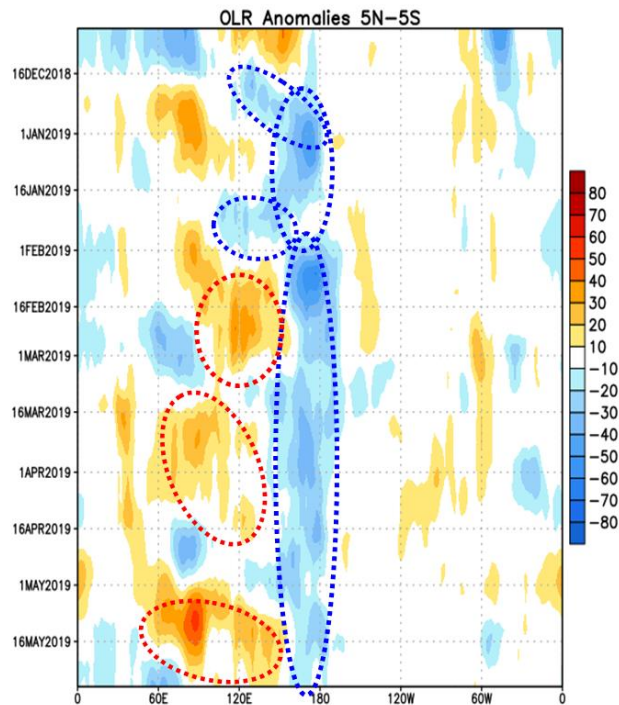 OLR Anomalies 5N-5S
16DEC2018
1JAN2019
16JAN2019
1FEB2019
16FEB2019
1MAR2019
16MAR2019
1APR2019
16APR2019
1MAY2019
16MAY2019
0 60E 120E 180 120W 60W 0
80
70
60
50
40
30
20
10
-10
-20
-30
-40
-50
-60
-70
-80